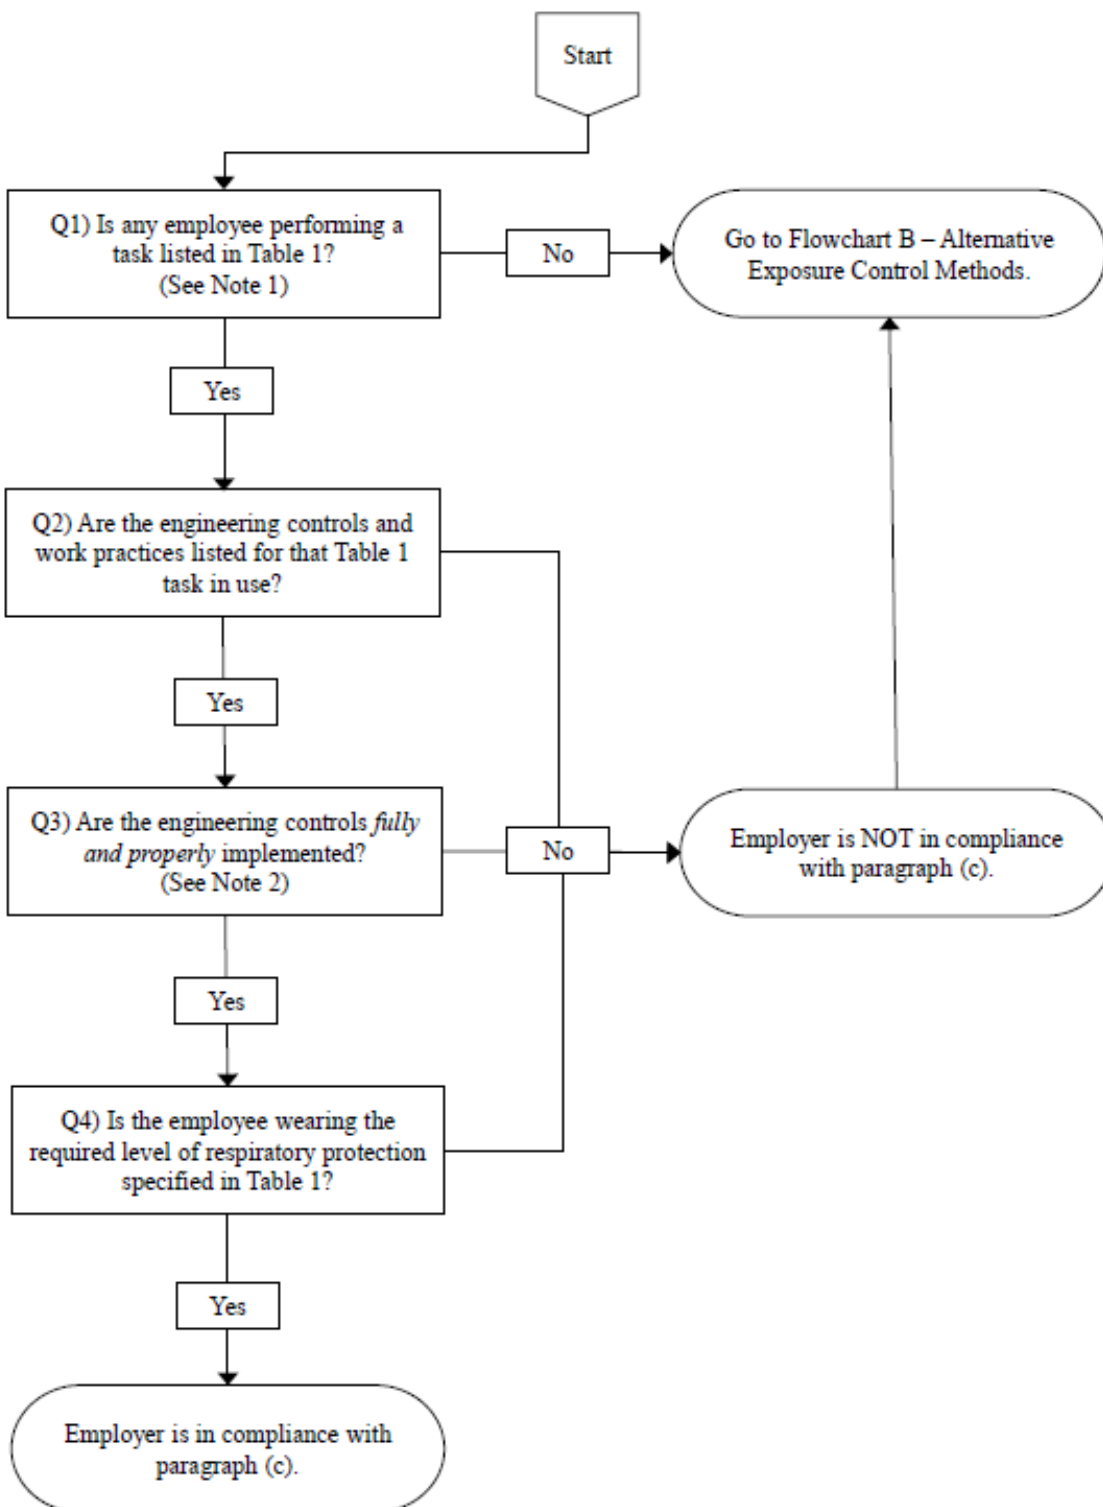 Start
Q1) Is any employee performing a
task listed in Table 1?
(See Note 1)
No
Go to Flowchart B – Alternative
Exposure Control Methods.
Yes
Q2) Are the engineering controls and
work practices listed for that Table 1
task in use?
Yes
Q3) Are the engineering controls fully
and properly implemented?
(See Note 2)
No
Employer is NOT in compliance
with paragraph (c).
Yes
Q4) Is the employee wearing the
required level of respiratory protection
specified in Table 1?
Yes
Employer is in compliance with
paragraph (c).